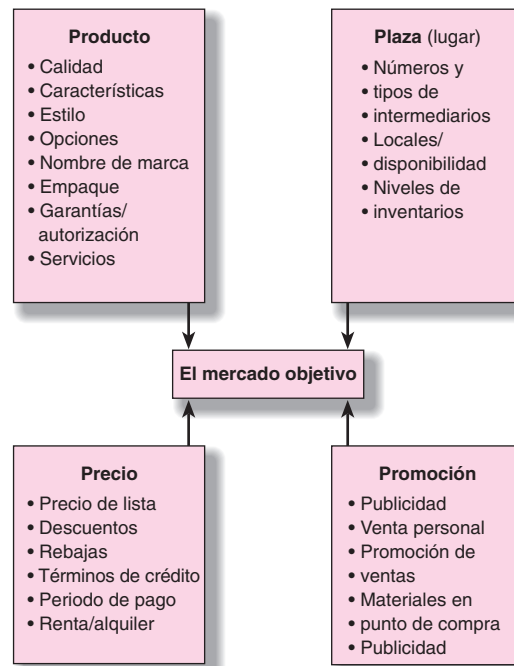 Producto
• Calidad
• Características
• Estilo
• Opciones
• Nombre de marca
• Empaque
• Garantías/
autorización
• Servicios
Plaza (lugar)
• Números y
• tipos de
• intermediarios
• Locales/
• disponibilidad
• Niveles de
• inventarios
El mercado objetivo
Precio
• Precio de lista
• Descuentos
• Rebajas
• Términos de crédito
• Periodo de pago
• Renta/alquiler
Promoción
• Publicidad
• Venta personal
• Promoción de
• ventas
• Materiales en
• punto de compra
• Publicidad